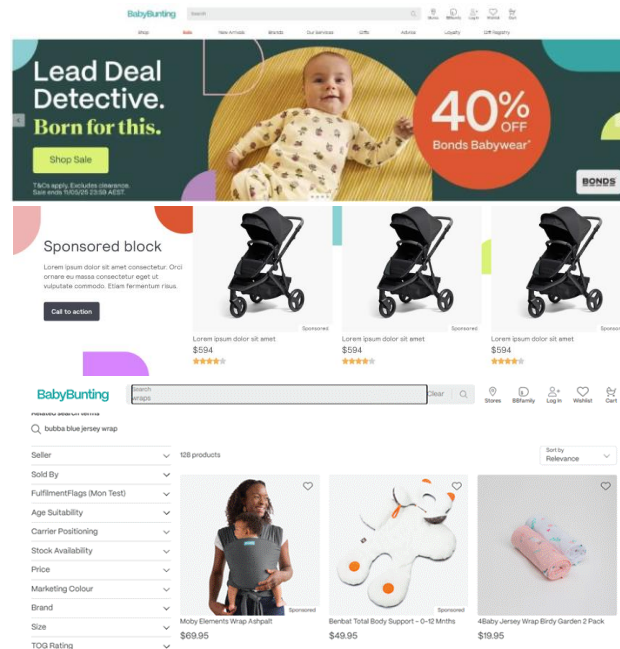 BabyBunting
Search
Stores
BBfamily
Log In
Wishlist
Cart
Shop
Sale
New Arrivals
Brands
Our Services
Gifts
Advice
Loyalty
Gift Registry
Lead Deal
Detective.
Born for this.
Shop Sale
T&Cs apply. Excludes clearance.
Sale ends 11/05/25 23:59 AEST.
40%
OFF
Bonds Babywear*
BONDS
Sponsored block
Lorem ipsum dolor sit amet consectetur. Orci
ornare eu massa consectetur eget ut
vulputate commodo. Etiam fermentum risus.
Call to action
Sponsored
Lorem ipsum dolor sit amet
$594
Sponsored
Lorem ipsum dolor sit amet
$594
Sponsored
Lorem ipsum dolor sit amet
$594
BabyBunting
Search
wraps
Clear
Stores
BBfamily
Log In
Wishlist
Cart
Related search terms
bubba blue jersey wrap
Seller
Sold By
FulfilmentFlags (Mon Test)
Age Suitability
Carrier Positioning
Stock Availability
Price
Marketing Colour
Brand
Size
TOG Rating
128 products
Sort by
Relevance
Sponsored
Moby Elements Wrap Ashpalt
$69.95
Sponsored
Benbat Total Body Support - 0-12 Mnths
$49.95
4Baby Jersey Wrap Birdy Garden 2 Pack
$19.95